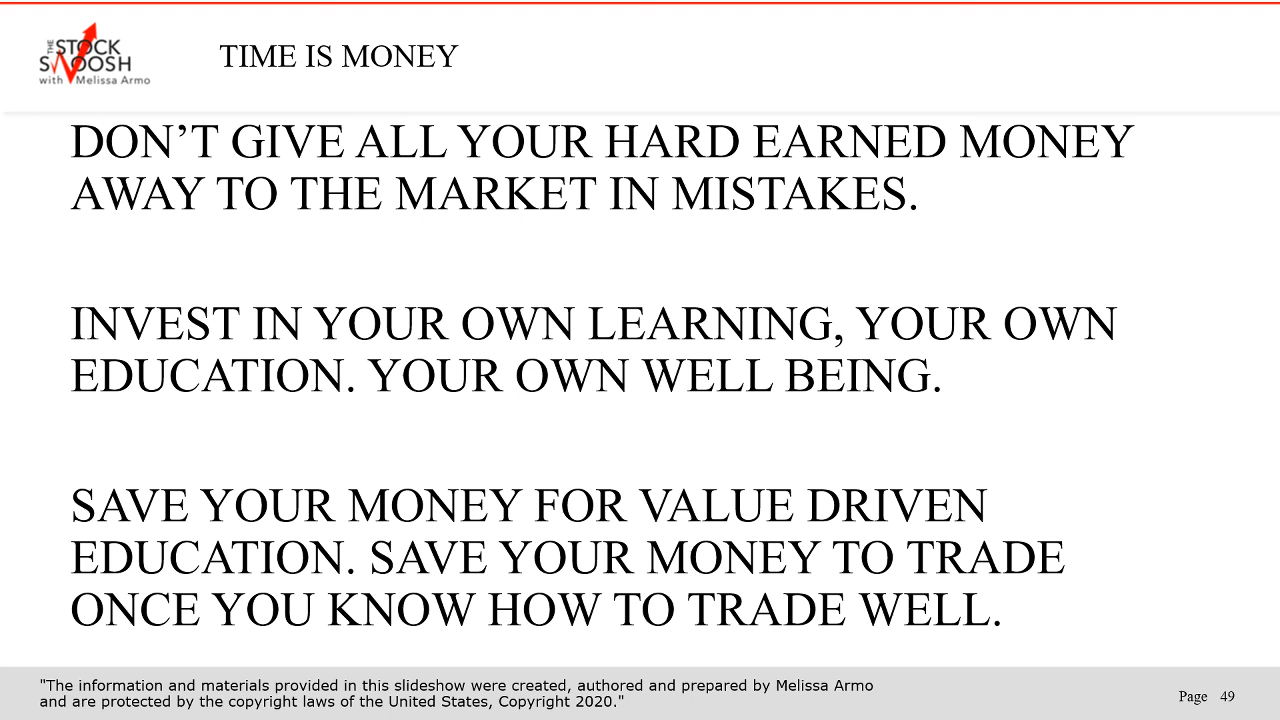 THE
STOCK
SWOOSH
with Melissa Armo
TIME IS MONEY
DON’T GIVE ALL YOUR HARD EARNED MONEY
AWAY TO THE MARKET IN MISTAKES.
INVEST IN YOUR OWN LEARNING, YOUR OWN
EDUCATION. YOUR OWN WELL BEING.
SAVE YOUR MONEY FOR VALUE DRIVEN
EDUCATION. SAVE YOUR MONEY TO TRADE
ONCE YOU KNOW HOW TO TRADE WELL.
"The information and materials provided in this slideshow were created, authored and prepared by Melissa Armo
and are protected by the copyright laws of the United States, Copyright 2020."
Page 49